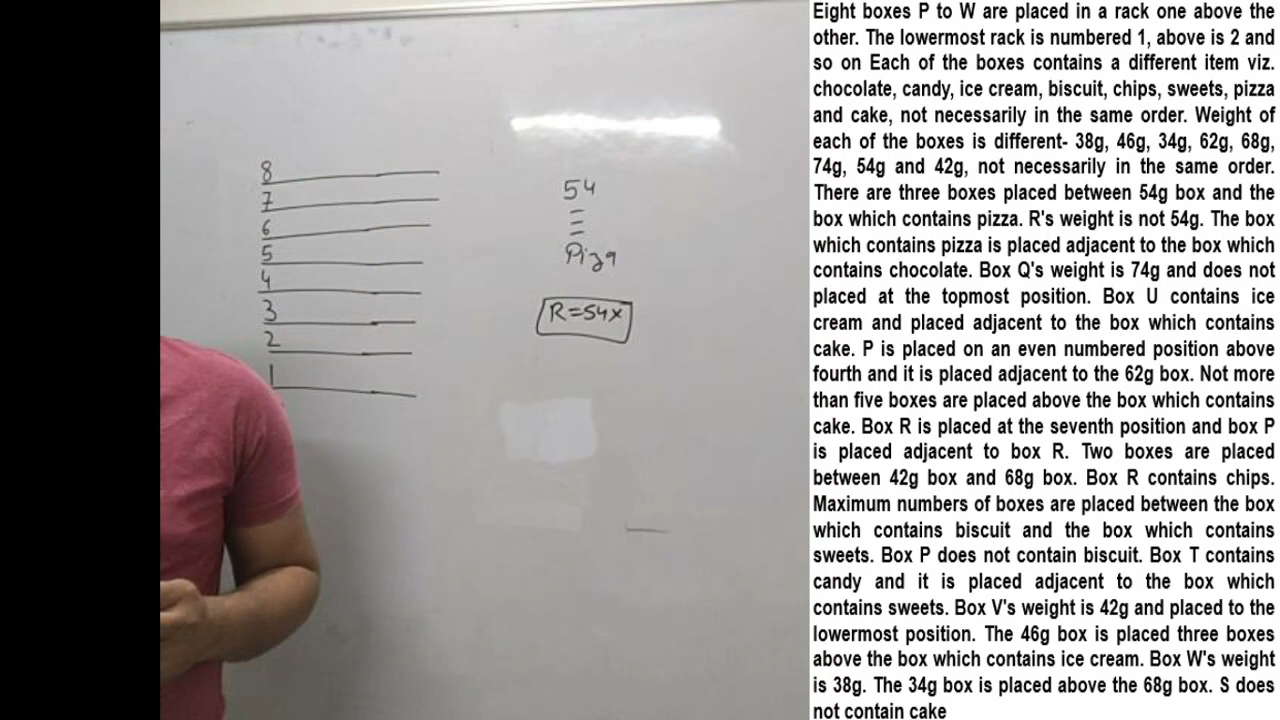 8
7
6
5
4
3
2
1
54
Piza
R=54x
Eight boxes P to W are placed in a rack one above the
other. The lowermost rack is numbered 1, above is 2 and
so on Each of the boxes contains a different item viz.
chocolate, candy, ice cream, biscuit, chips, sweets, pizza
and cake, not necessarily in the same order. Weight of
each of the boxes is different- 38g, 46g, 34g, 62g, 68g,
74g, 54g and 42g, not necessarily in the same order.
There are three boxes placed between 54g box and the
box which contains pizza. R's weight is not 54g. The box
which contains pizza is placed adjacent to the box which
contains chocolate. Box Q's weight is 74g and does not
placed at the topmost position. Box U contains ice
cream and placed adjacent to the box which contains
cake. P is placed on an even numbered position above
fourth and it is placed adjacent to the 62g box. Not more
than five boxes are placed above the box which contains
cake. Box R is placed at the seventh position and box P
is placed adjacent to box R. Two boxes are placed
between 42g box and 68g box. Box R contains chips.
Maximum numbers of boxes are placed between the box
which contains biscuit and the box which contains
sweets. Box P does not contain biscuit. Box T contains
candy and it is placed adjacent to the box which
contains sweets. Box V's weight is 42g and placed to the
lowermost position. The 46g box is placed three boxes
above the box which contains ice cream. Box W's weight
is 38g. The 34g box is placed above the 68g box. S does
not contain cake